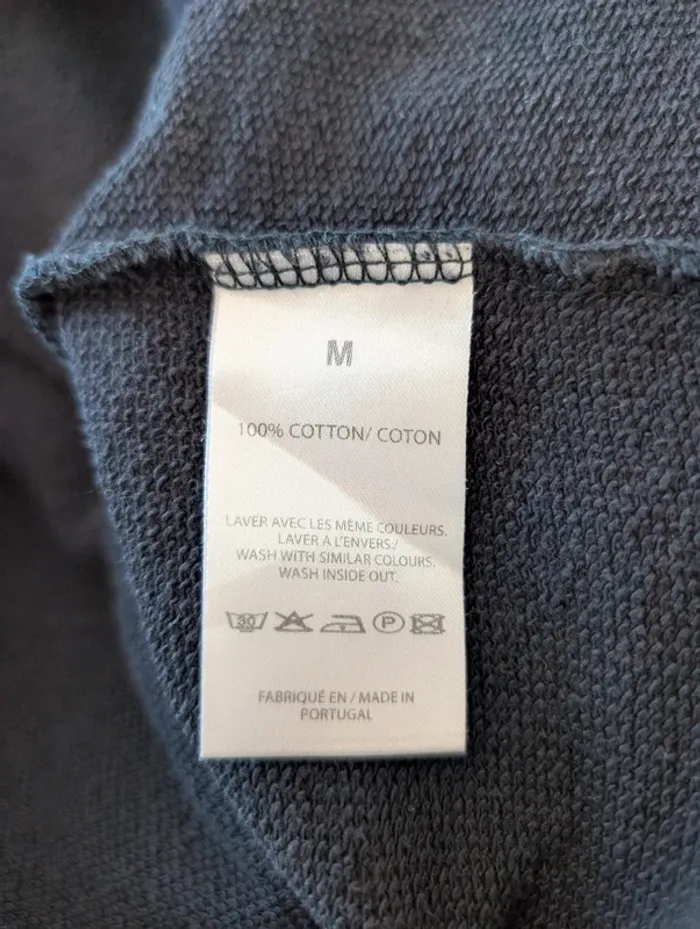 M
100% COTTON/ COTON
LAVER AVEC LES MÊME COULEURS.
LAVER A L'ENVERS./
WASH WITH SIMILAR COLOURS.
WASH INSIDE OUT.
30 P
FABRIQUÉ EN / MADE IN
PORTUGAL